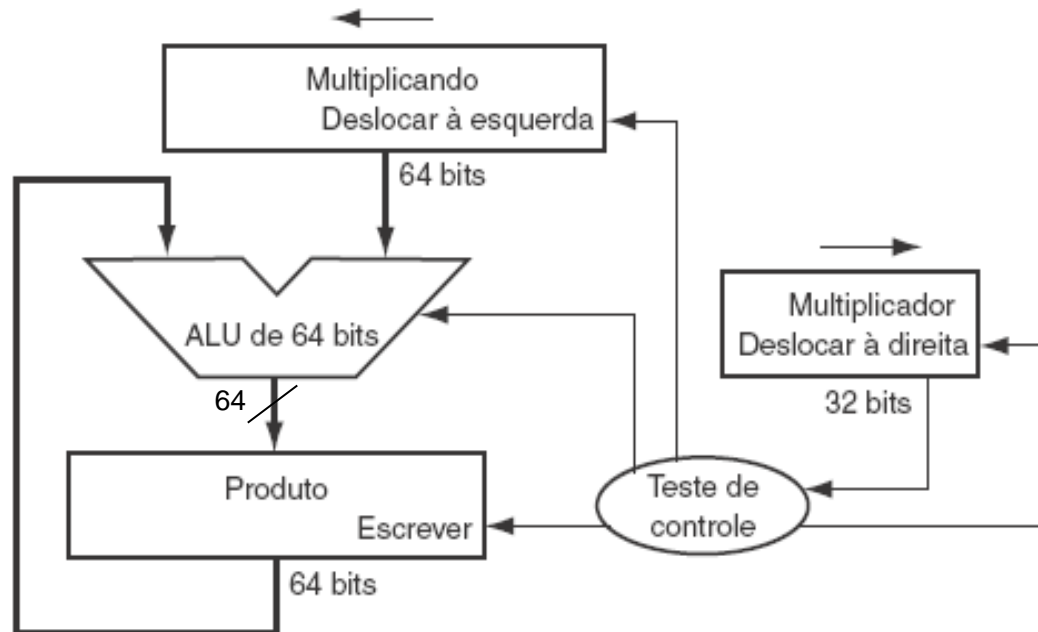 Multiplicando
Deslocar à esquerda
64 bits
ALU de 64 bits
64
Multiplicador
Deslocar à direita
32 bits
Produto
Escrever
64 bits
Teste de
controle